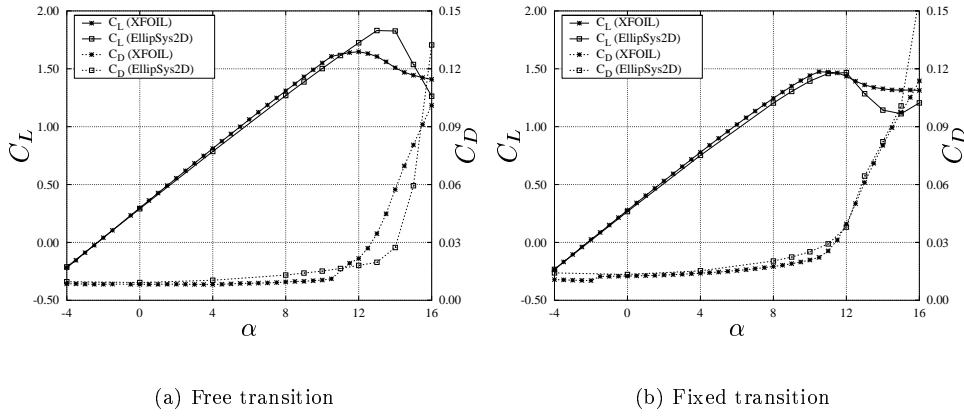 2.00
1.50
1.00
0.50
0.00
-0.50
C_L
C_L (XFOIL)
C_L (EllipSys2D)
C_D (XFOIL)
C_D (EllipSys2D)
0.15
0.12
0.09
0.06
0.03
0.00
C_D
-4 0 4 8 12 16
α
(a) Free transition
2.00
1.50
1.00
0.50
0.00
-0.50
C_L
C_L (XFOIL)
C_L (EllipSys2D)
C_D (XFOIL)
C_D (EllipSys2D)
0.15
0.12
0.09
0.06
0.03
0.00
C_D
-4 0 4 8 12 16
α
(b) Fixed transition